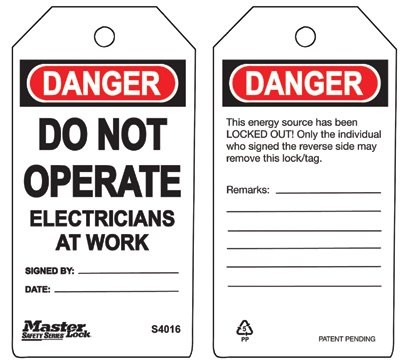 DANGER
DO NOT
OPERATE
ELECTRICIANS
AT WORK
SIGNED BY:
DATE:
Master Lock
SAFETY SERIES
S4016
DANGER
This energy source has been
LOCKED OUT! Only the individual
who signed the reverse side may
remove this lock/tag.
Remarks:
5
PP
PATENT PENDING